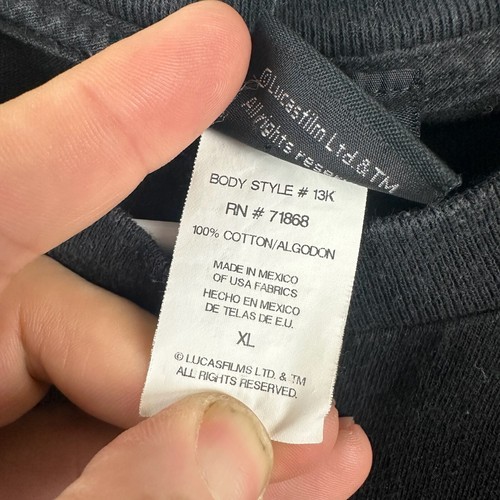 ©Lucasfilm Ltd. & TM
All rights rese
BODY STYLE # 13K
RN # 71868
100% COTTON/ALGODON
MADE IN MEXICO
OF USA FABRICS
HECHO EN MEXICO
DE TELAS DE E.U.
XL
© LUCASFILMS LTD. & TM
ALL RIGHTS RESERVED.